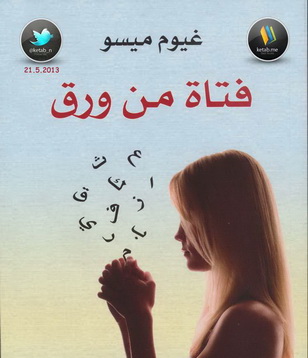 غيوم ميسو
@ketab_n
ketab.me
21.5.2013
فتاة من ورق
م
ا
ك
ك
ز
ق
ف
ي
ر
ب
م